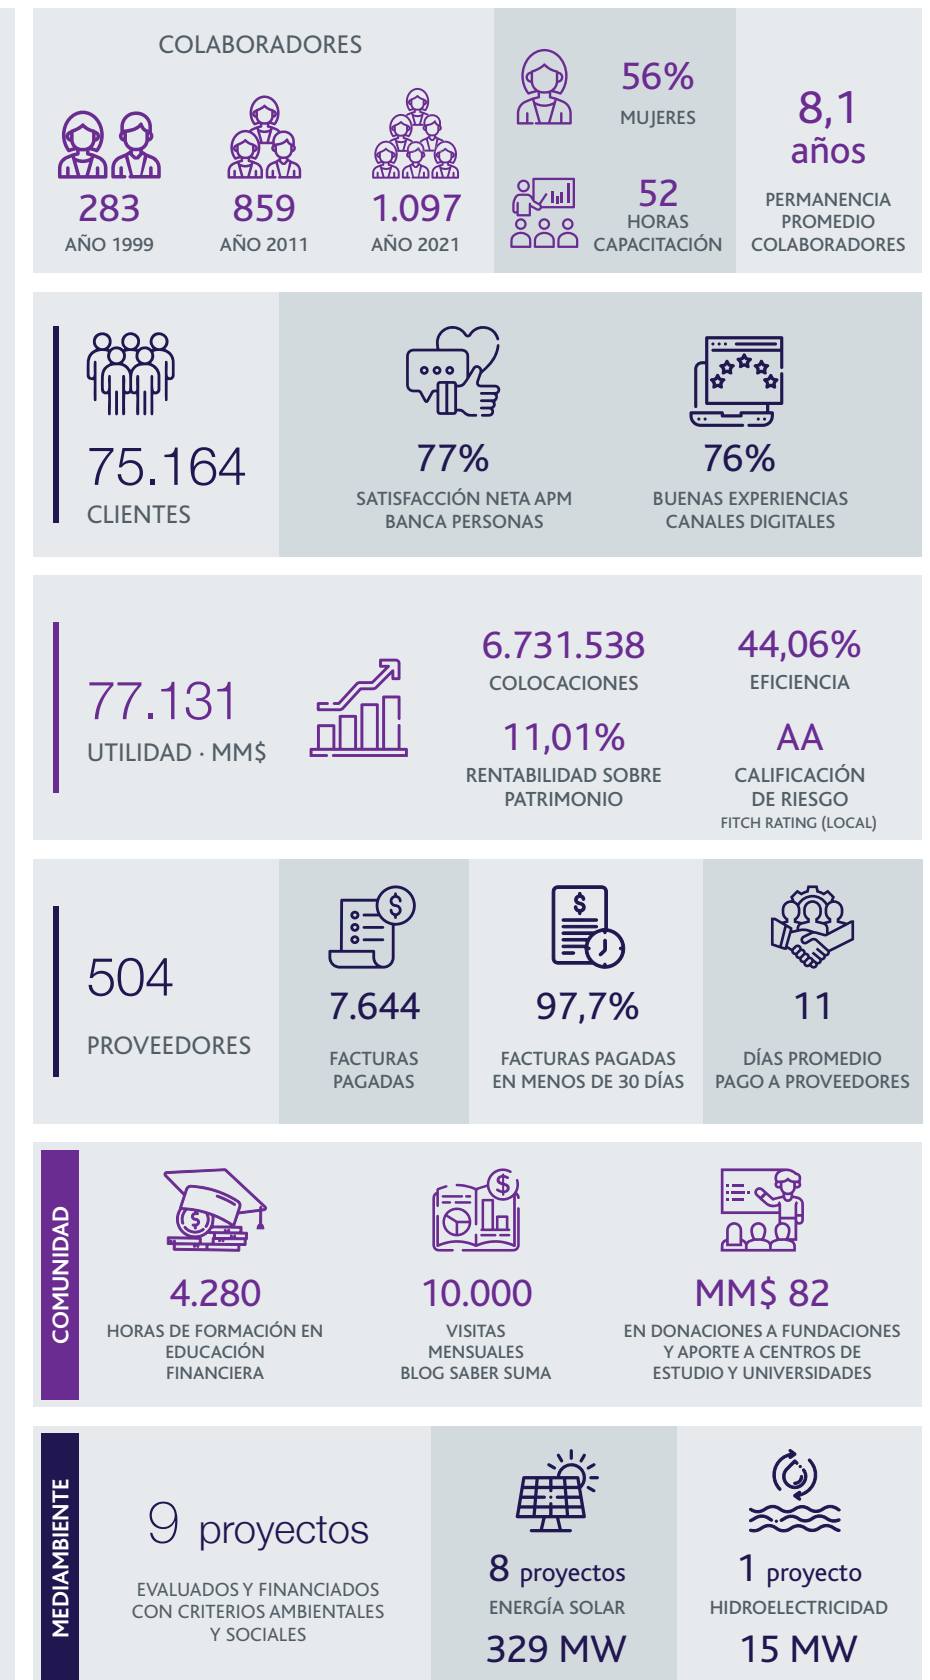 COLABORADORES
283
AÑO 1999
859
AÑO 2011
1.097
AÑO 2021
56%
MUJERES
52
HORAS
CAPACITACIÓN
8,1
años
PERMANENCIA
PROMEDIO
COLABORADORES
75.164
CLIENTES
77%
SATISFACCIÓN NETA APM
BANCA PERSONAS
76%
BUENAS EXPERIENCIAS
CANALES DIGITALES
77.131
UTILIDAD · MM$
6.731.538
COLOCACIONES
44,06%
EFICIENCIA
11,01%
RENTABILIDAD SOBRE
PATRIMONIO
AA
CALIFICACIÓN
DE RIESGO
FITCH RATING (LOCAL)
504
PROVEEDORES
$
7.644
FACTURAS
PAGADAS
$
97,7%
FACTURAS PAGADAS
EN MENOS DE 30 DÍAS
11
DÍAS PROMEDIO
PAGO A PROVEEDORES
COMUNIDAD
$
4.280
HORAS DE FORMACIÓN EN
EDUCACIÓN
FINANCIERA
$
10.000
VISITAS
MENSUALES
BLOG SABER SUMA
MM$ 82
EN DONACIONES A FUNDACIONES
Y APORTE A CENTROS DE
ESTUDIO Y UNIVERSIDADES
MEDIAMBIENTE
9 proyectos
EVALUADOS Y FINANCIADOS
CON CRITERIOS AMBIENTALES
Y SOCIALES
8 proyectos
ENERGÍA SOLAR
329 MW
1 proyecto
HIDROELECTRICIDAD
15 MW